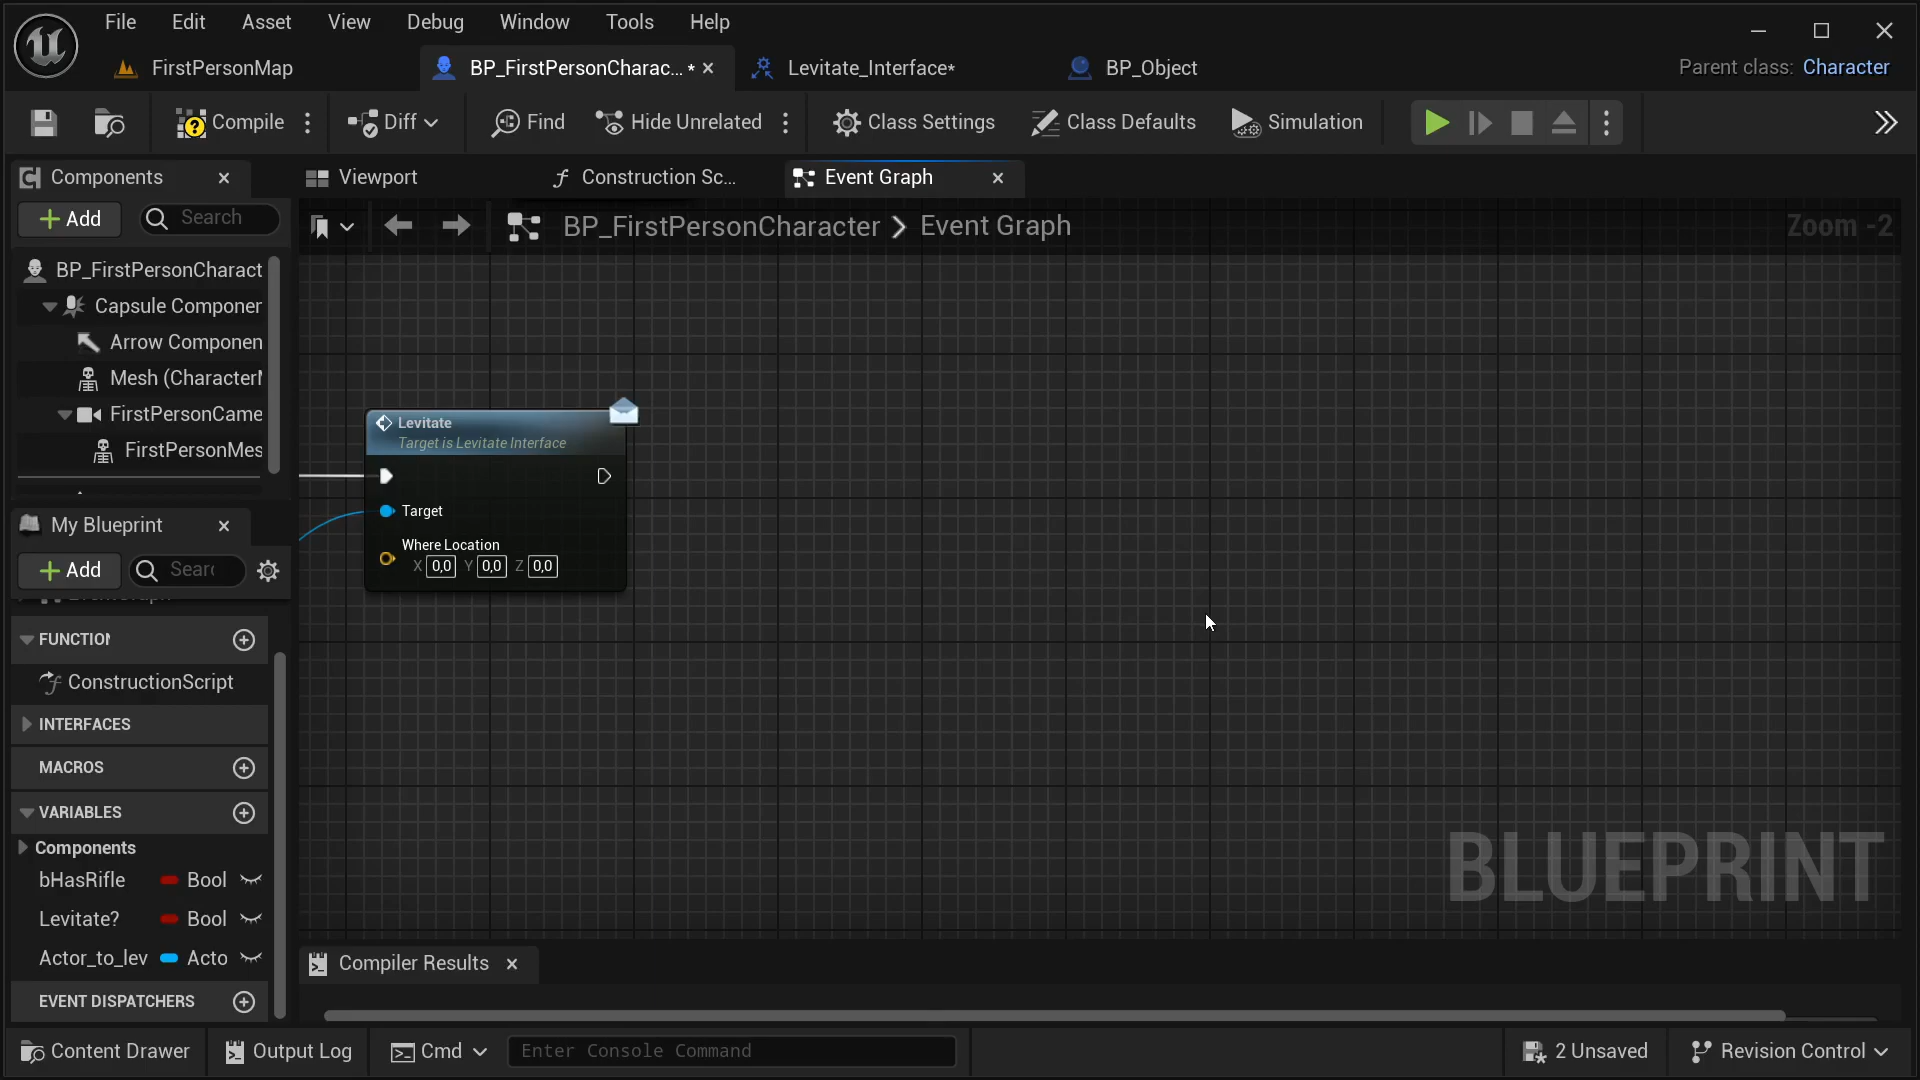 File Edit Asset View Debug Window Tools Help
FirstPersonMap BP_FirstPersonCharac... * Levitate_Interface* BP_Object Parent class: Character
Compile Diff Find Hide Unrelated Class Settings Class Defaults Simulation
Components Viewport Construction Sc... Event Graph
Add Search
BP_FirstPersonCharacter > Event Graph Zoom -2
BP_FirstPersonCharact
Capsule Componen
Arrow Componen
Mesh (Character
FirstPersonCame
FirstPersonMes
Levitate
Target is Levitate Interface
Target
Where Location
X 0,0 Y 0,0 Z 0,0
My Blueprint
Add Sear
FUNCTION
ConstructionScript
INTERFACES
MACROS
VARIABLES
Components
bHasRifle Bool
Levitate? Bool
Actor_to_lev Acto
EVENT DISPATCHERS
BLUEPRINT
Compiler Results
Content Drawer Output Log Cmd Enter Console Command 2 Unsaved Revision Control